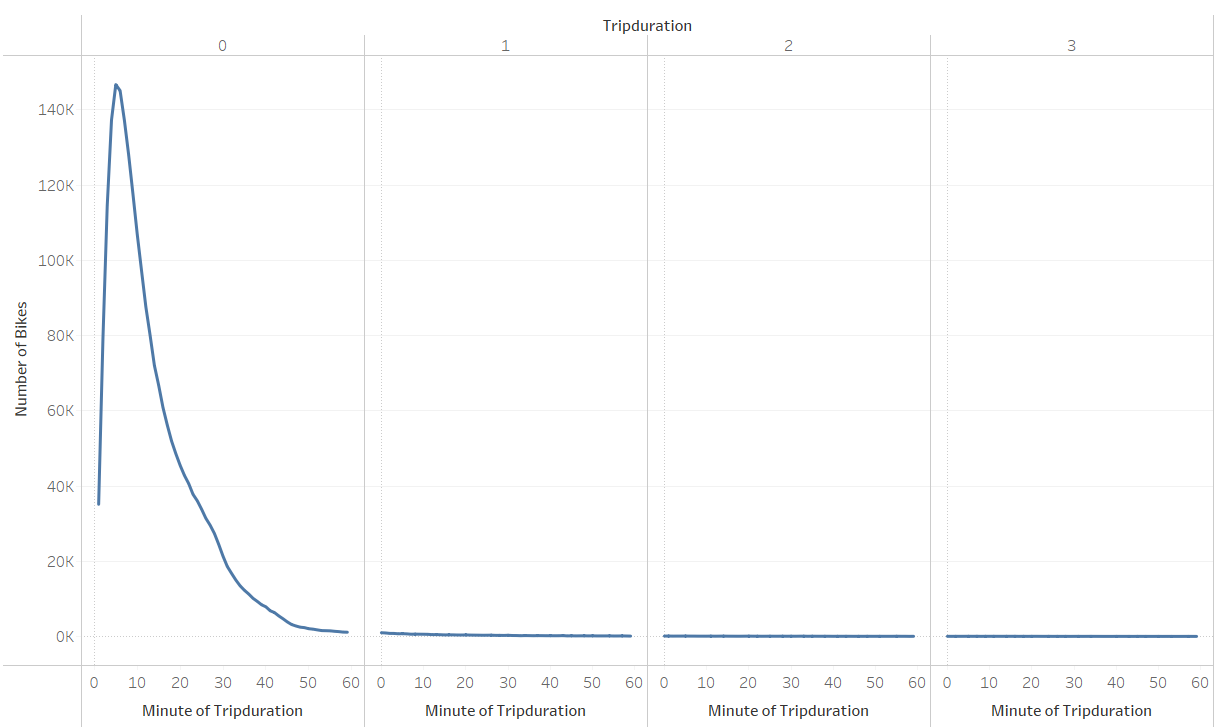 Tripduration
0 1 2 3
140K
120K
100K
80K
60K
40K
20K
0K
Number of Bikes
0 10 20 30 40 50 60 0 10 20 30 40 50 60 0 10 20 30 40 50 60 0 10 20 30 40 50 60
Minute of Tripduration Minute of Tripduration Minute of Tripduration Minute of Tripduration